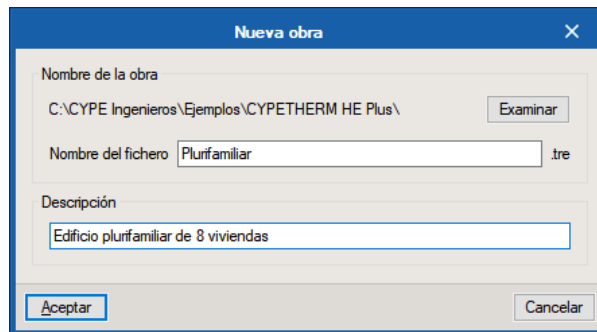 Nueva obra
Nombre de la obra
C:\CYPE Ingenieros\Ejemplos\CYPETHERM HE Plus\ Examinar
Nombre del fichero Plurifamiliar .tre
Descripción
Edificio plurifamiliar de 8 viviendas
Aceptar Cancelar